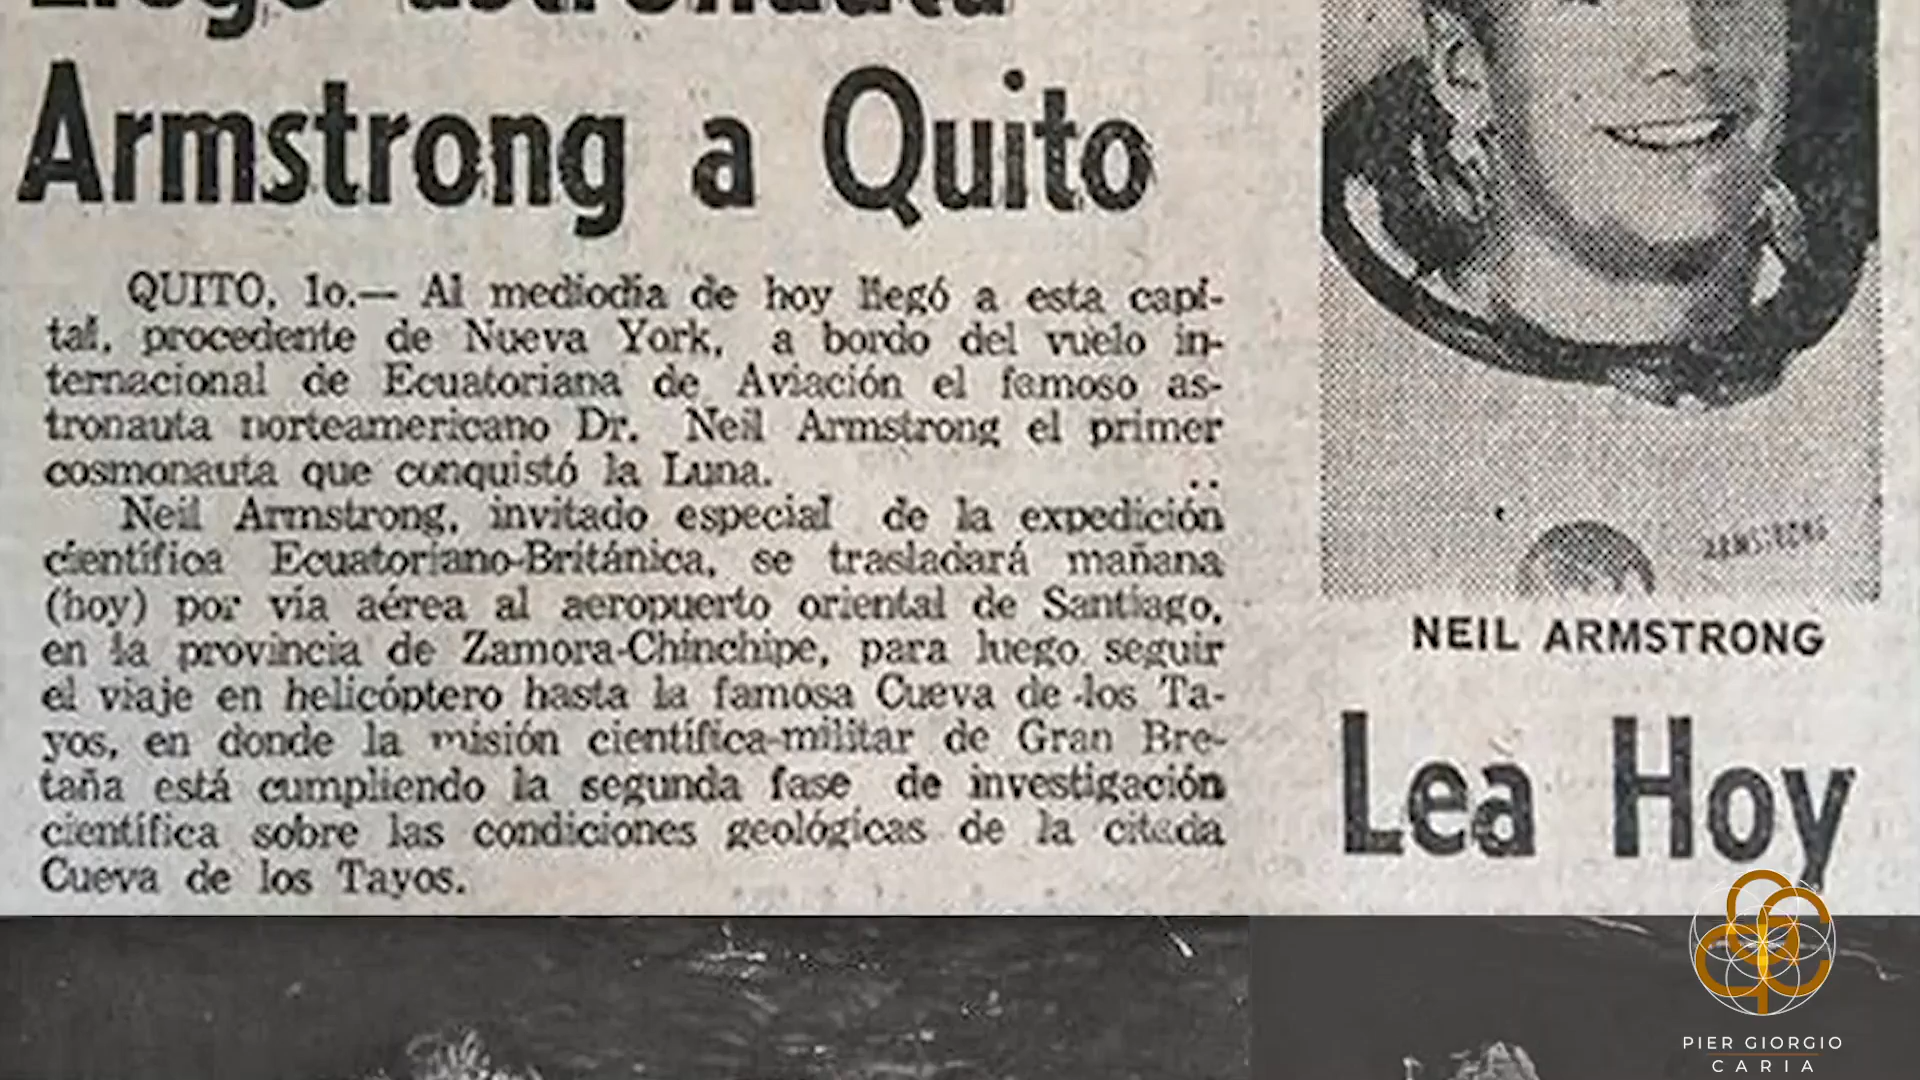 Llegó astronauta
Armstrong a Quito
QUITO, 1o.— Al mediodía de hoy llegó a esta capi-
tal, procedente de Nueva York, a bordo del vuelo in-
ternacional de Ecuatoriana de Aviación el famoso as-
tronauta norteamericano Dr. Neil Armstrong el primer
cosmonauta que conquistó la Luna. ..
Neil Armstrong, invitado especial de la expedición
científica Ecuatoriano-Británica, se trasladará mañana
(hoy) por vía aérea al aeropuerto oriental de Santiago,
en la provincia de Zamora-Chinchipe, para luego seguir
el viaje en helicóptero hasta la famosa Cueva de los Ta-
yos, en donde la misión científica-militar de Gran Bre-
taña está cumpliendo la segunda fase de investigación
científica sobre las condiciones geológicas de la citada
Cueva de los Tayos.
ARMSTRONG
NEIL ARMSTRONG
Lea Hoy
PIER GIORGIO
CARIA